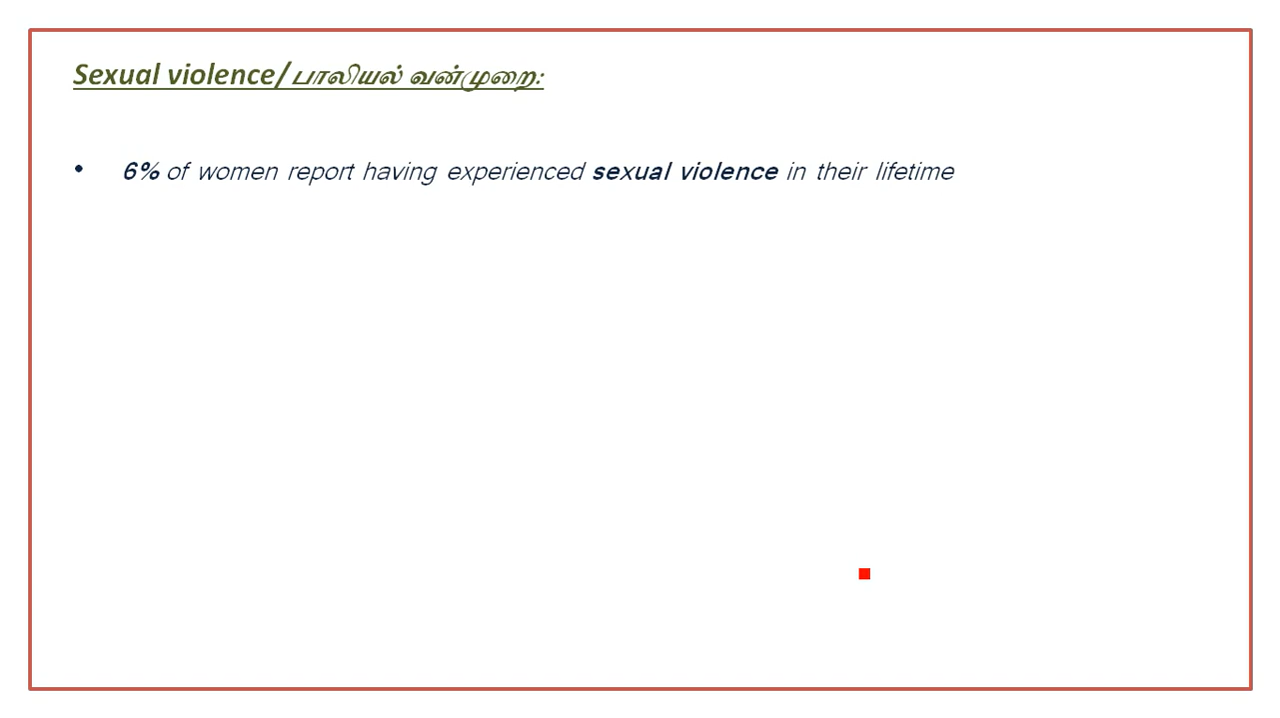 Sexual violence/ பாலியல் வன்முறை:
• 6% of women report having experienced sexual violence in their lifetime